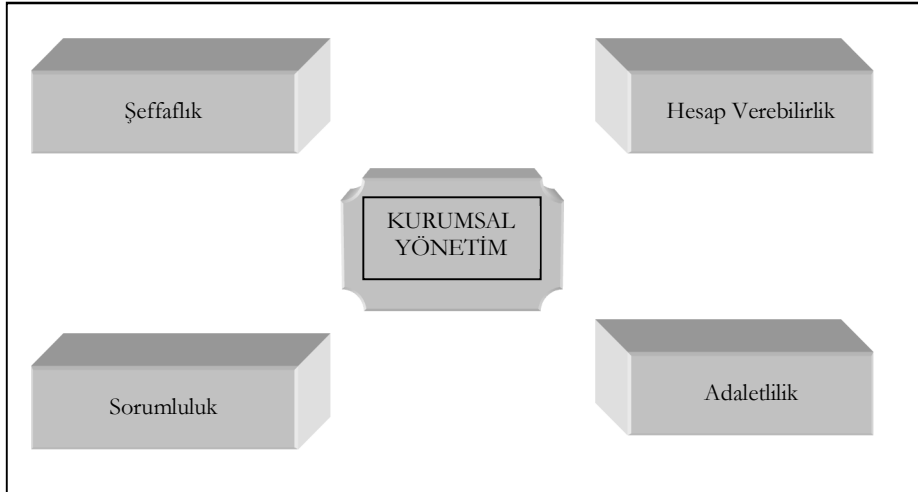 Şeffaflık
Hesap Verebilirlik
KURUMSAL
YÖNETİM
Sorumluluk
Adaletlilik